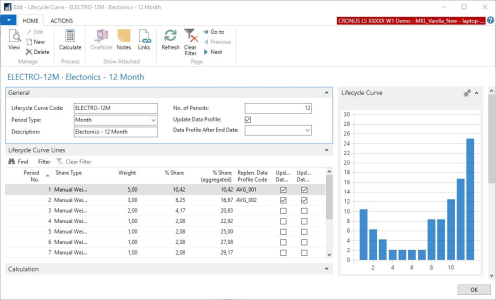 Edit - Lifecycle Curve - ELECTRO-12M - Electonics - 12 Month
HOME ACTIONS
CRONUS LS XXXXX W1 Demo - MKL_Vanilla_New - laptop ...
View
Edit
New
Delete
Calculate
OneNote
Notes
Links
Refresh
Clear Filter
Go to
Previous
Next
Manage
Process
Show Attached
Page
ELECTRO-12M · Electonics - 12 Month
General
Lifecycle Curve Code: ELECTRO-12M
Period Type: Month
Description: Electonics - 12 Month
No. of Periods: 12
Update Data Profile:
Data Profile After End Date:
Lifecycle Curve Lines
Find Filter Clear Filter
Period No. Share Type Weight % Share % Share (aggregated) Replen. Data Profile Code Upd... Dat... Upd... Dat...
1 Manual Wei... 5,00 10,42 10,42 AVG_001
2 Manual Wei... 3,00 6,25 16,67 AVG_002
3 Manual Wei... 2,00 4,17 20,83
4 Manual Wei... 1,00 2,08 22,92
5 Manual Wei... 1,00 2,08 25,00
6 Manual Wei... 1,00 2,08 27,08
7 Manual Wei... 1,00 2,08 29,17
Calculation
Lifecycle Curve
30
28
26
24
22
20
18
16
14
12
10
8
6
4
2
0
2 4 6 8 10
OK